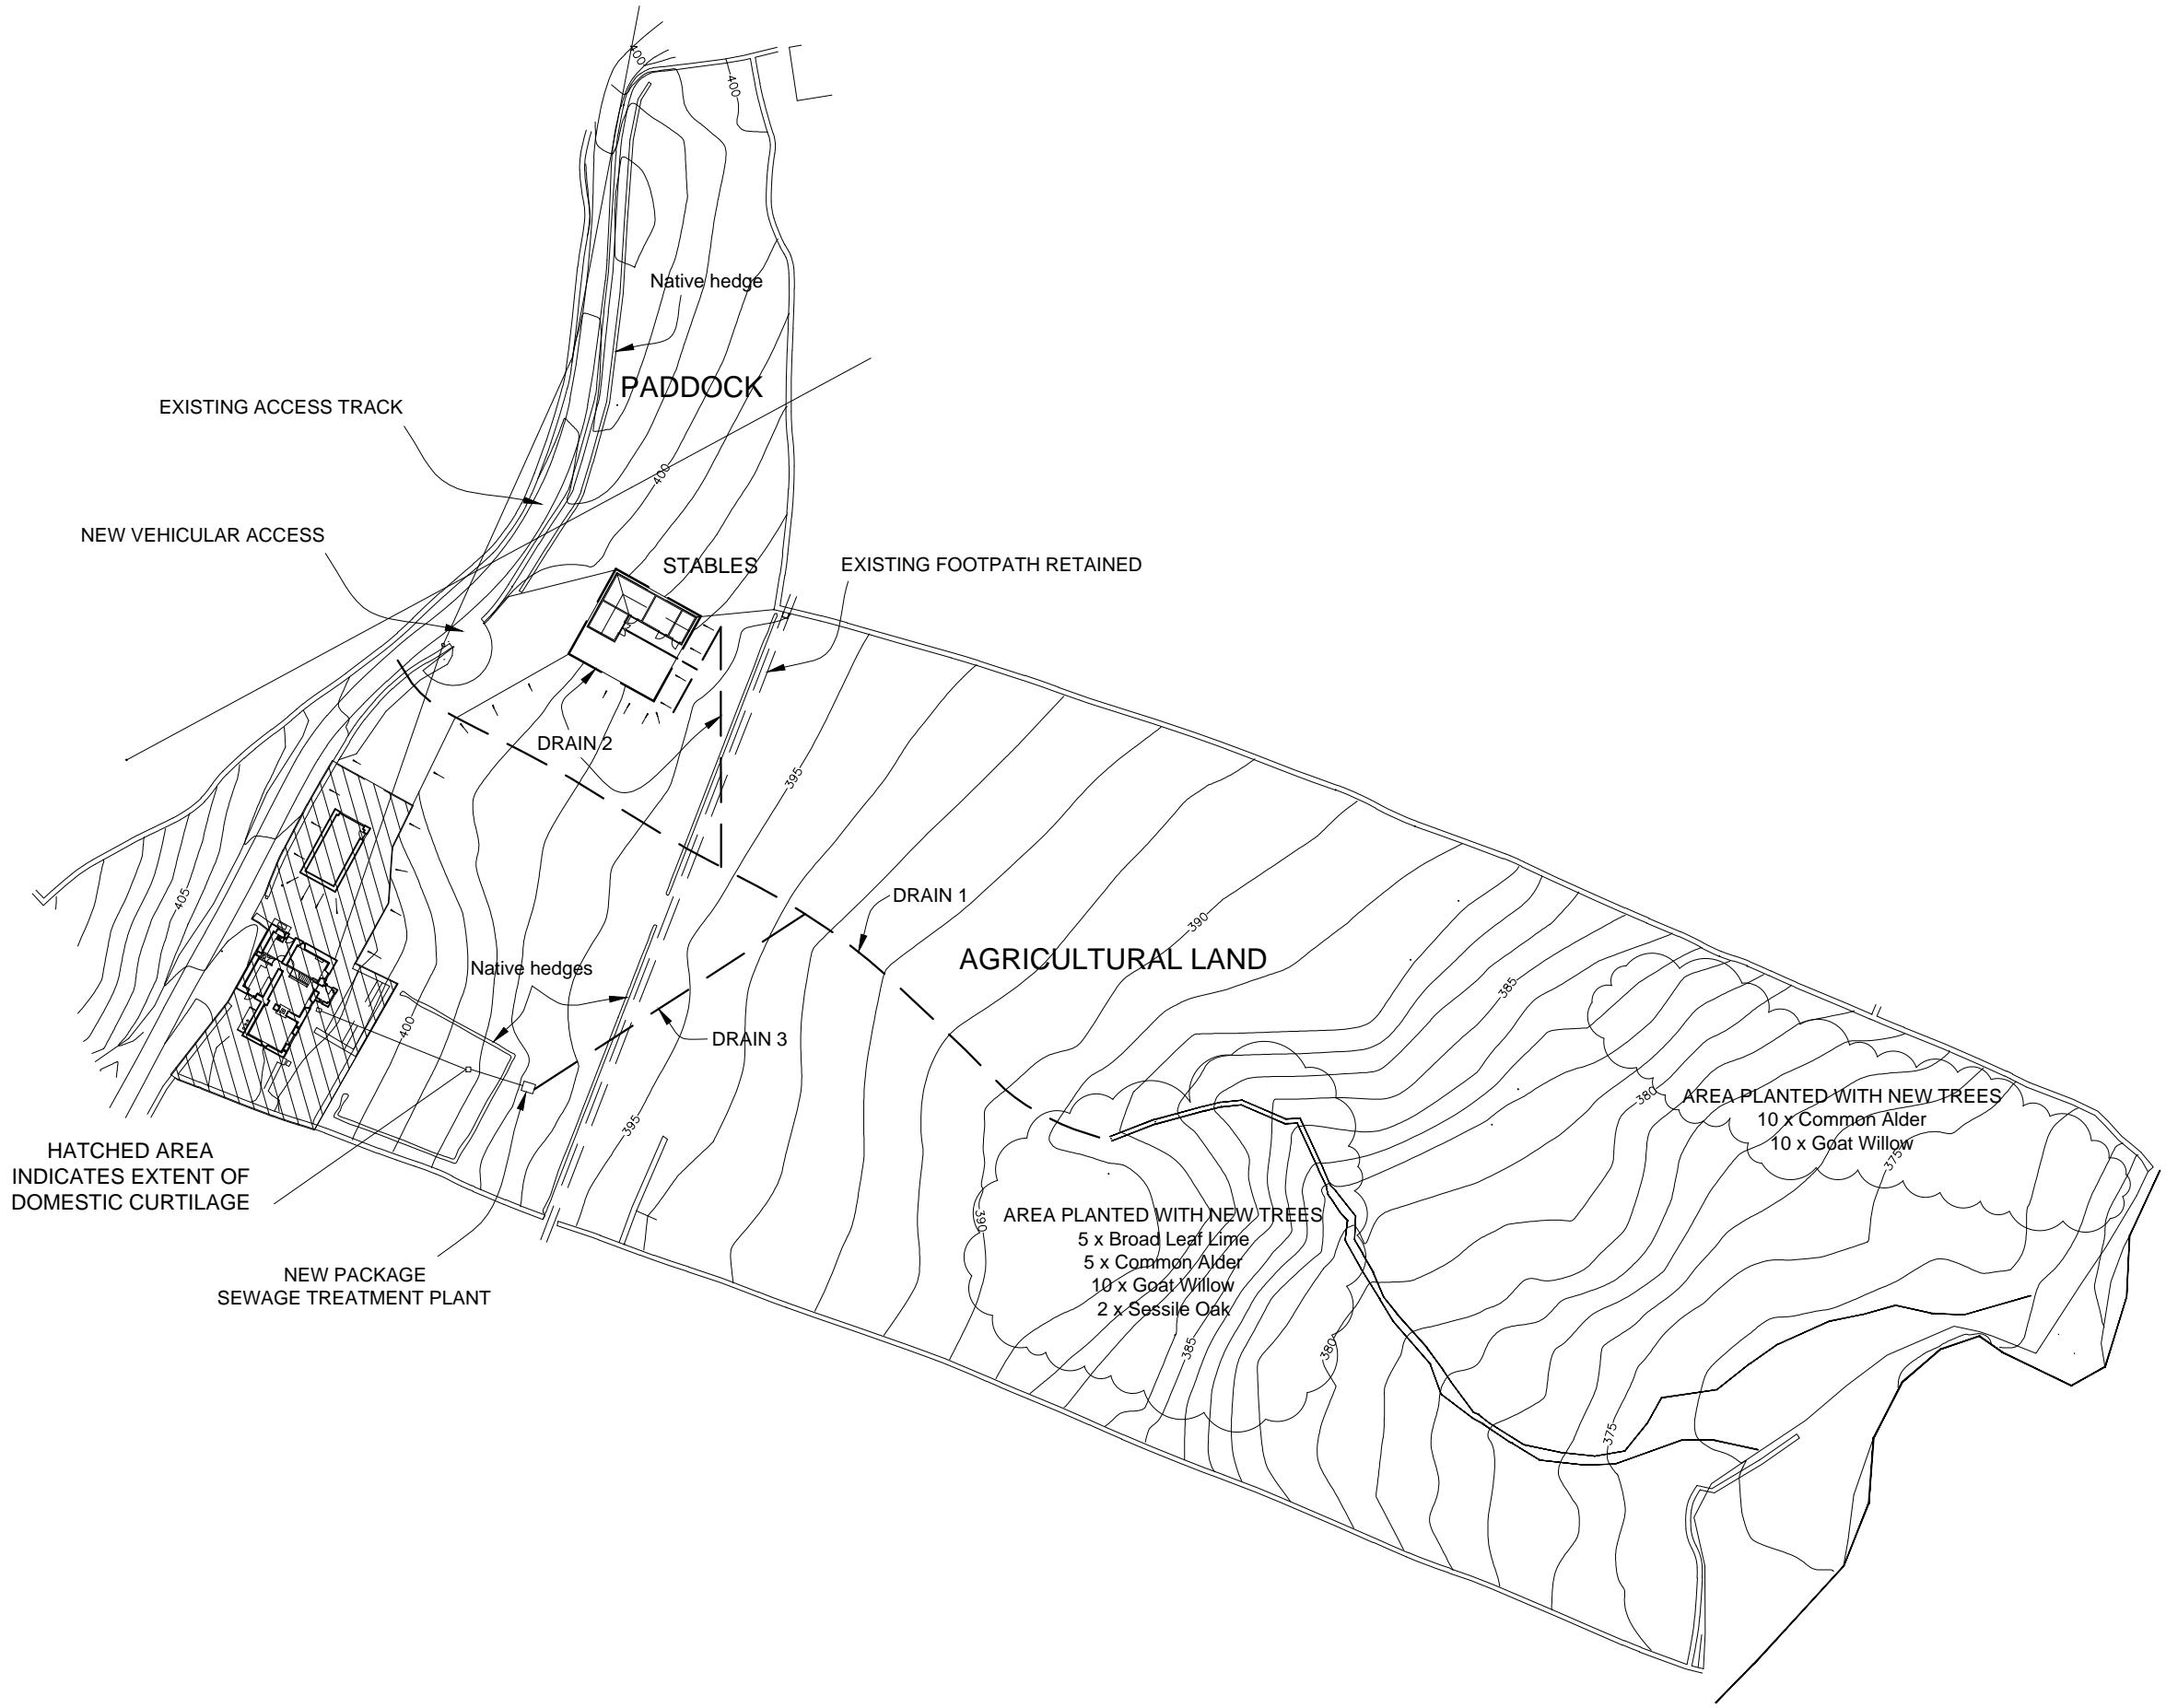 400
400
Native hedge
PADDOCK
EXISTING ACCESS TRACK
400
NEW VEHICULAR ACCESS
STABLES
EXISTING FOOTPATH RETAINED
DRAIN 2
395
405
DRAIN 1
390
AGRICULTURAL LAND
Native hedges
385
400
DRAIN 3
380
AREA PLANTED WITH NEW TREES
10 x Common Alder
10 x Goat Willow
375
395
HATCHED AREA
INDICATES EXTENT OF
DOMESTIC CURTILAGE
390
AREA PLANTED WITH NEW TREES
5 x Broad Leaf Lime
5 x Common Alder
10 x Goat Willow
2 x Sessile Oak
NEW PACKAGE
SEWAGE TREATMENT PLANT
385
380
375